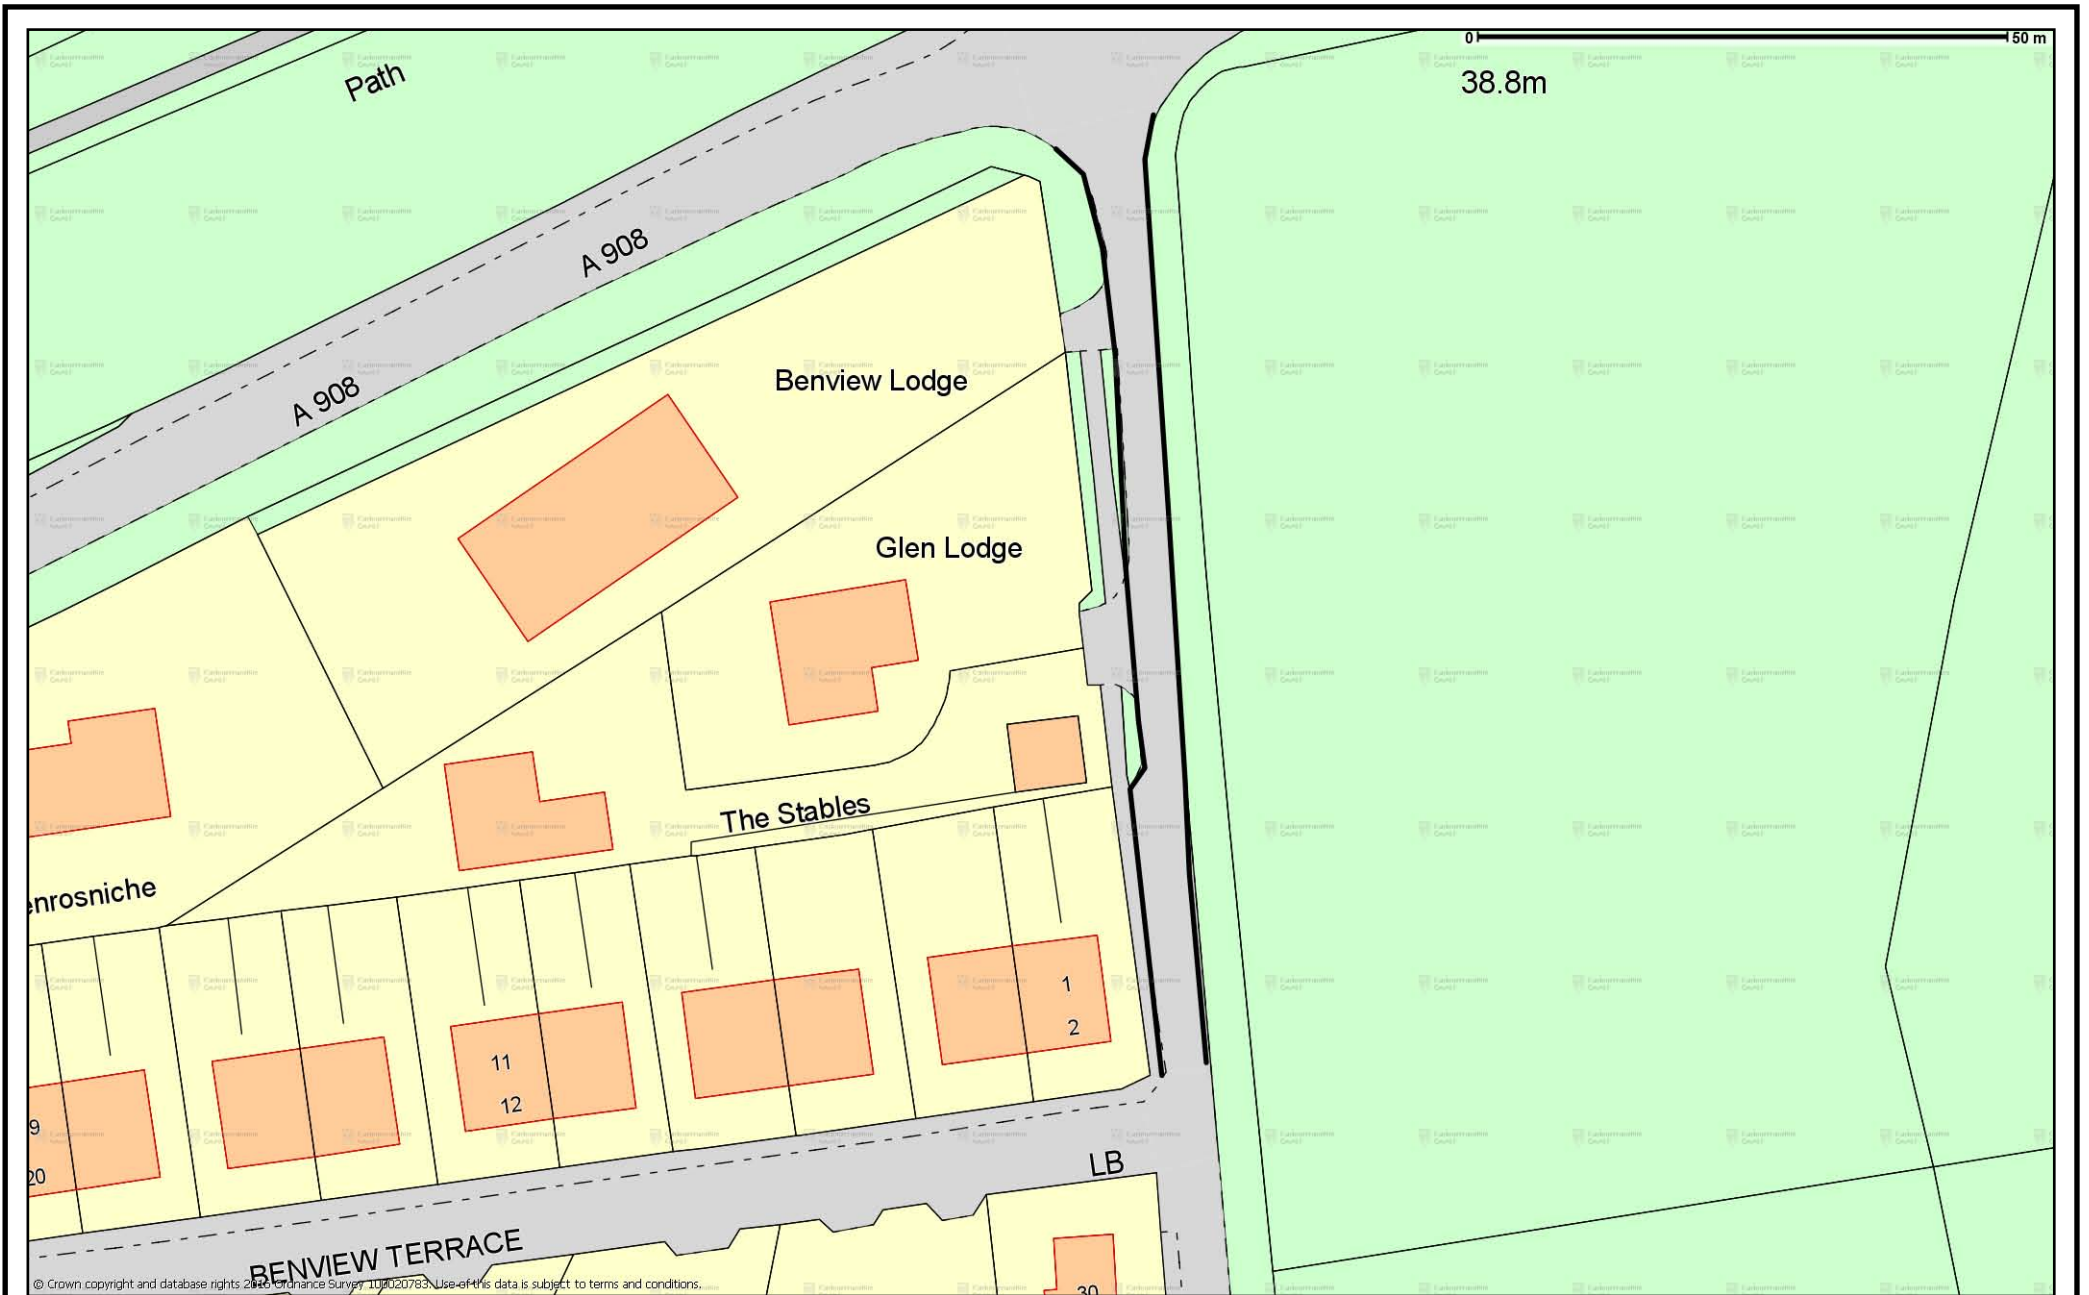 0 50 m
38.8m
Path
A 908
A 908
Benview Lodge
Glen Lodge
The Stables
enrosniche
1
2
11
12
9
20
LB
BENVIEW TERRACE
30
© Crown copyright and database rights 2016 Ordnance Survey 100020783. Use of this data is subject to terms and conditions.